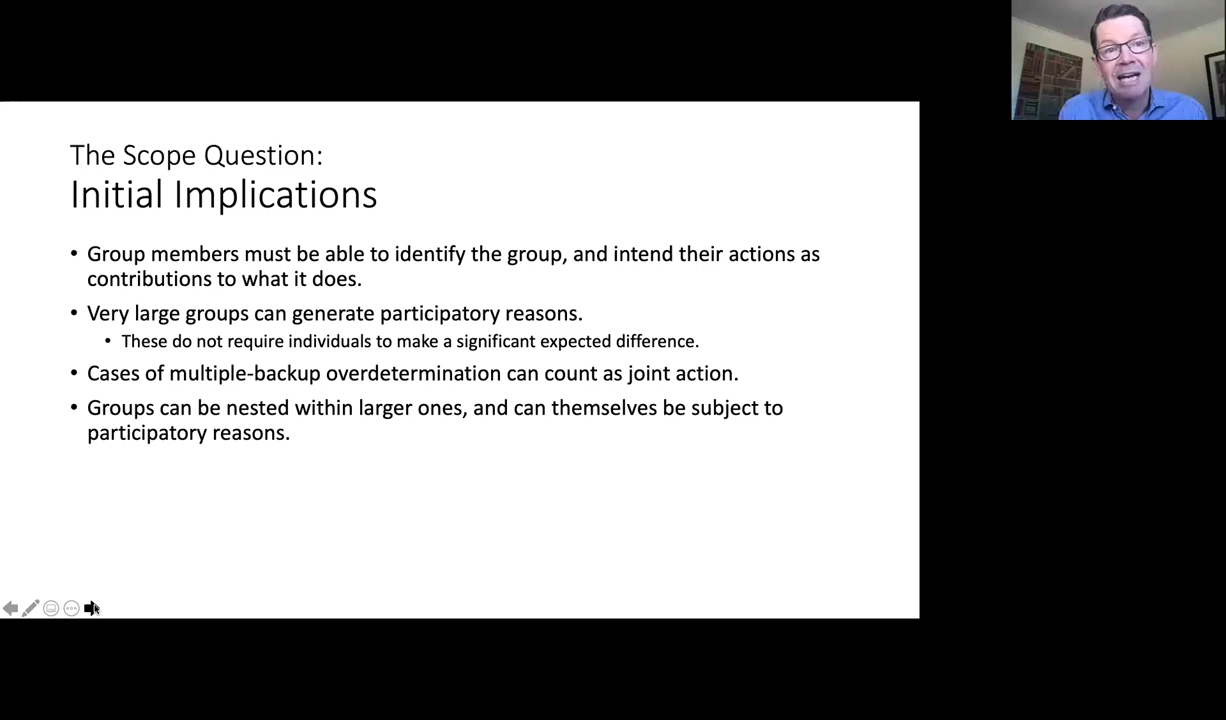 The Scope Question:
Initial Implications
• Group members must be able to identify the group, and intend their actions as
contributions to what it does.
• Very large groups can generate participatory reasons.
• These do not require individuals to make a significant expected difference.
• Cases of multiple-backup overdetermination can count as joint action.
• Groups can be nested within larger ones, and can themselves be subject to
participatory reasons.